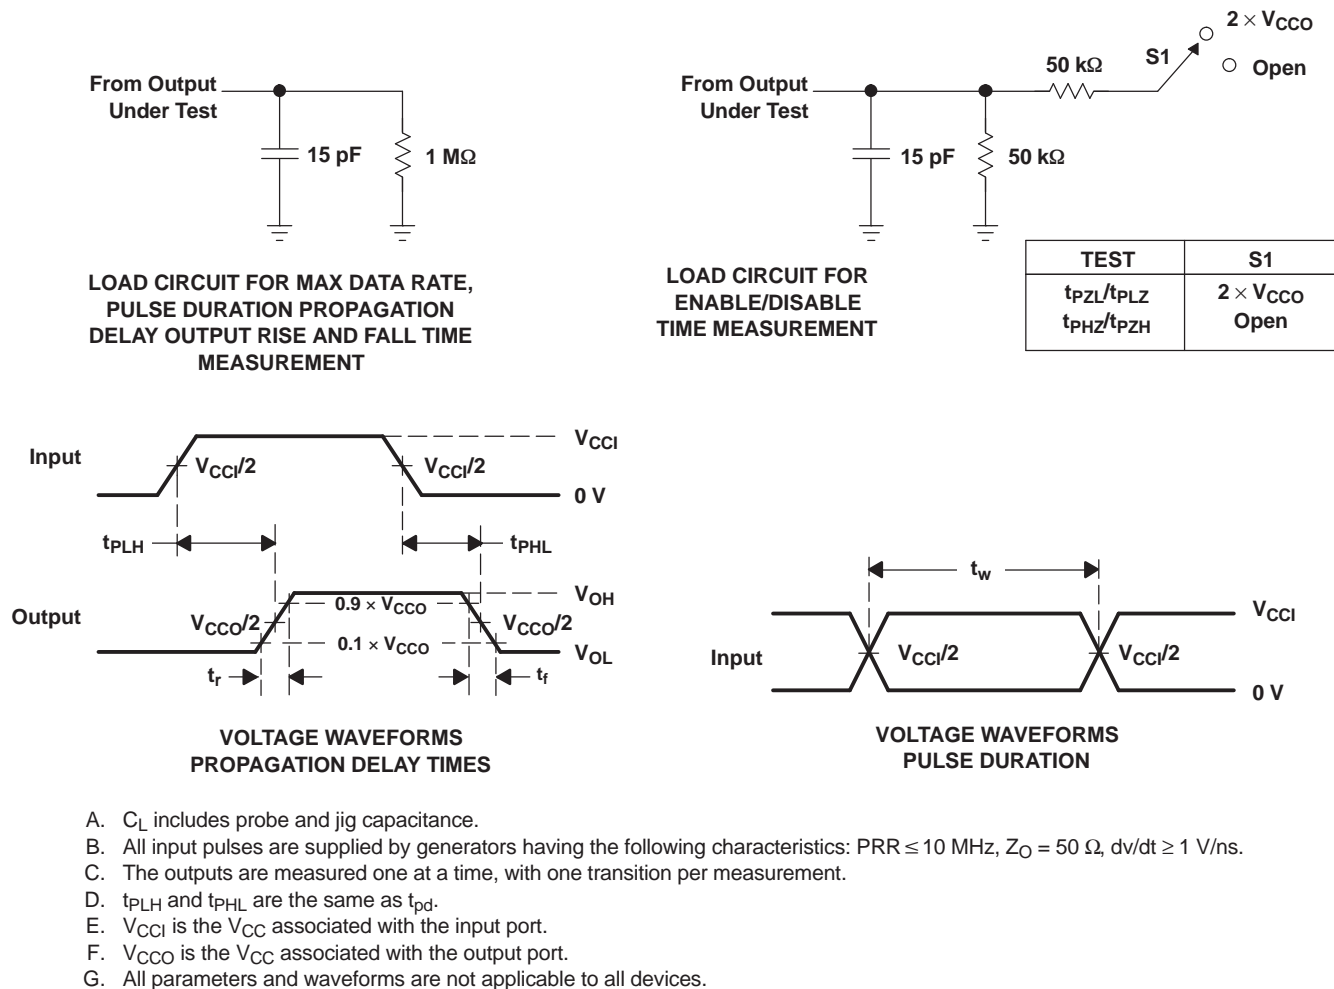 From Output
Under Test
15 pF
1 MΩ
LOAD CIRCUIT FOR MAX DATA RATE,
PULSE DURATION PROPAGATION
DELAY OUTPUT RISE AND FALL TIME
MEASUREMENT
From Output
Under Test
15 pF
50 kΩ
50 kΩ
S1
2 × VCCO
Open
LOAD CIRCUIT FOR
ENABLE/DISABLE
TIME MEASUREMENT
TEST S1
tPZL/tPLZ 2 × VCCO
tPHZ/tPZH Open
Input
VCCI/2
VCCI/2
VCCI
0 V
tPLH
tPHL
Output
VCCO/2
0.9 × VCCO
0.1 × VCCO
VCCO/2
VOH
VOL
tr
tf
VOLTAGE WAVEFORMS
PROPAGATION DELAY TIMES
tw
Input
VCCI/2
VCCI/2
VCCI
0 V
VOLTAGE WAVEFORMS
PULSE DURATION
A. CL includes probe and jig capacitance.
B. All input pulses are supplied by generators having the following characteristics: PRR ≤ 10 MHz, ZO = 50 Ω, dv/dt ≥ 1 V/ns.
C. The outputs are measured one at a time, with one transition per measurement.
D. tPLH and tPHL are the same as tpd.
E. VCCI is the VCC associated with the input port.
F. VCCO is the VCC associated with the output port.
G. All parameters and waveforms are not applicable to all devices.